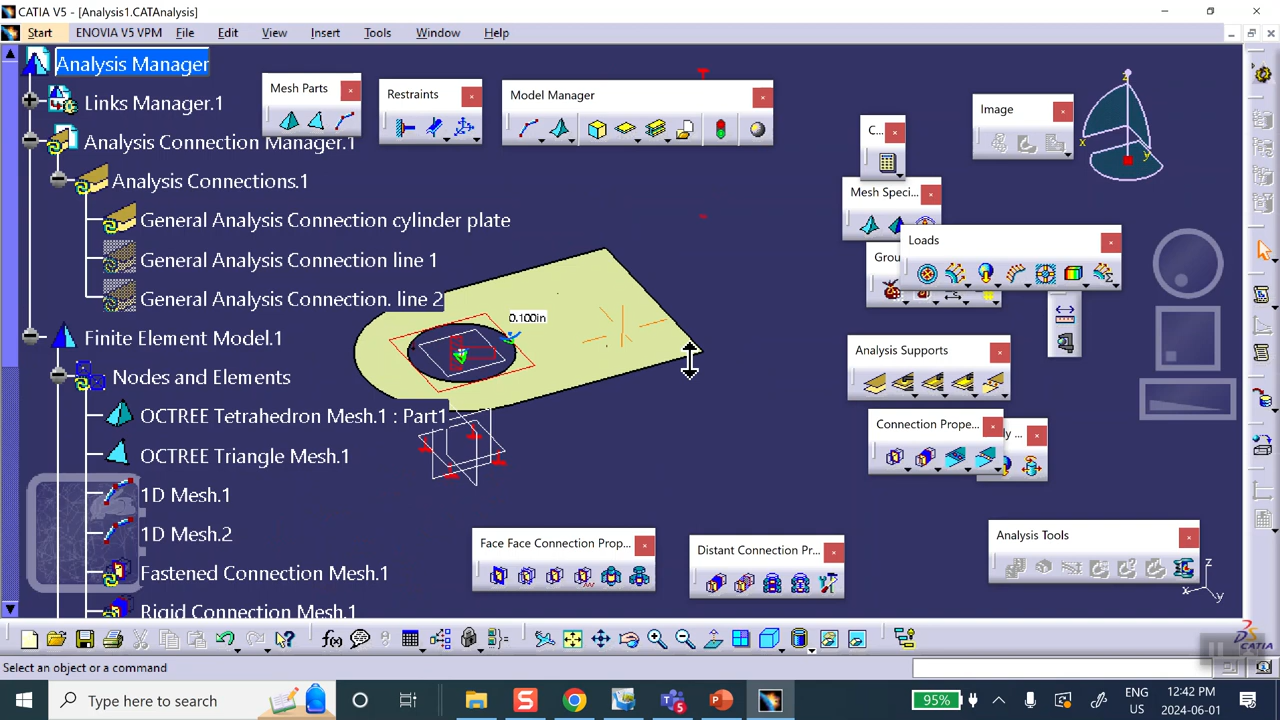 CATIA V5 - [Analysis1.CATAnalysis]
Start ENOVIA V5 VPM File Edit View Insert Tools Window Help
Analysis Manager
Links Manager.1
Analysis Connection Manager.1
Analysis Connections.1
General Analysis Connection cylinder plate
General Analysis Connection line 1
General Analysis Connection. line 2
Finite Element Model.1
Nodes and Elements
OCTREE Tetrahedron Mesh.1 : Part1
OCTREE Triangle Mesh.1
1D Mesh.1
1D Mesh.2
Fastened Connection Mesh.1
Rigid Connection Mesh.1
Mesh Parts
Restraints
Model Manager
C...
Image
Mesh Speci...
Loads
Grou
Analysis Supports
Connection Prope...
y ...
Face Face Connection Prop...
Distant Connection Pr...
Analysis Tools
0.100in
z
x
y
z
x
y
f(x)
CATIA
Select an object or a command
Type here to search
95%
ENG
US
12:42 PM
2024-06-01